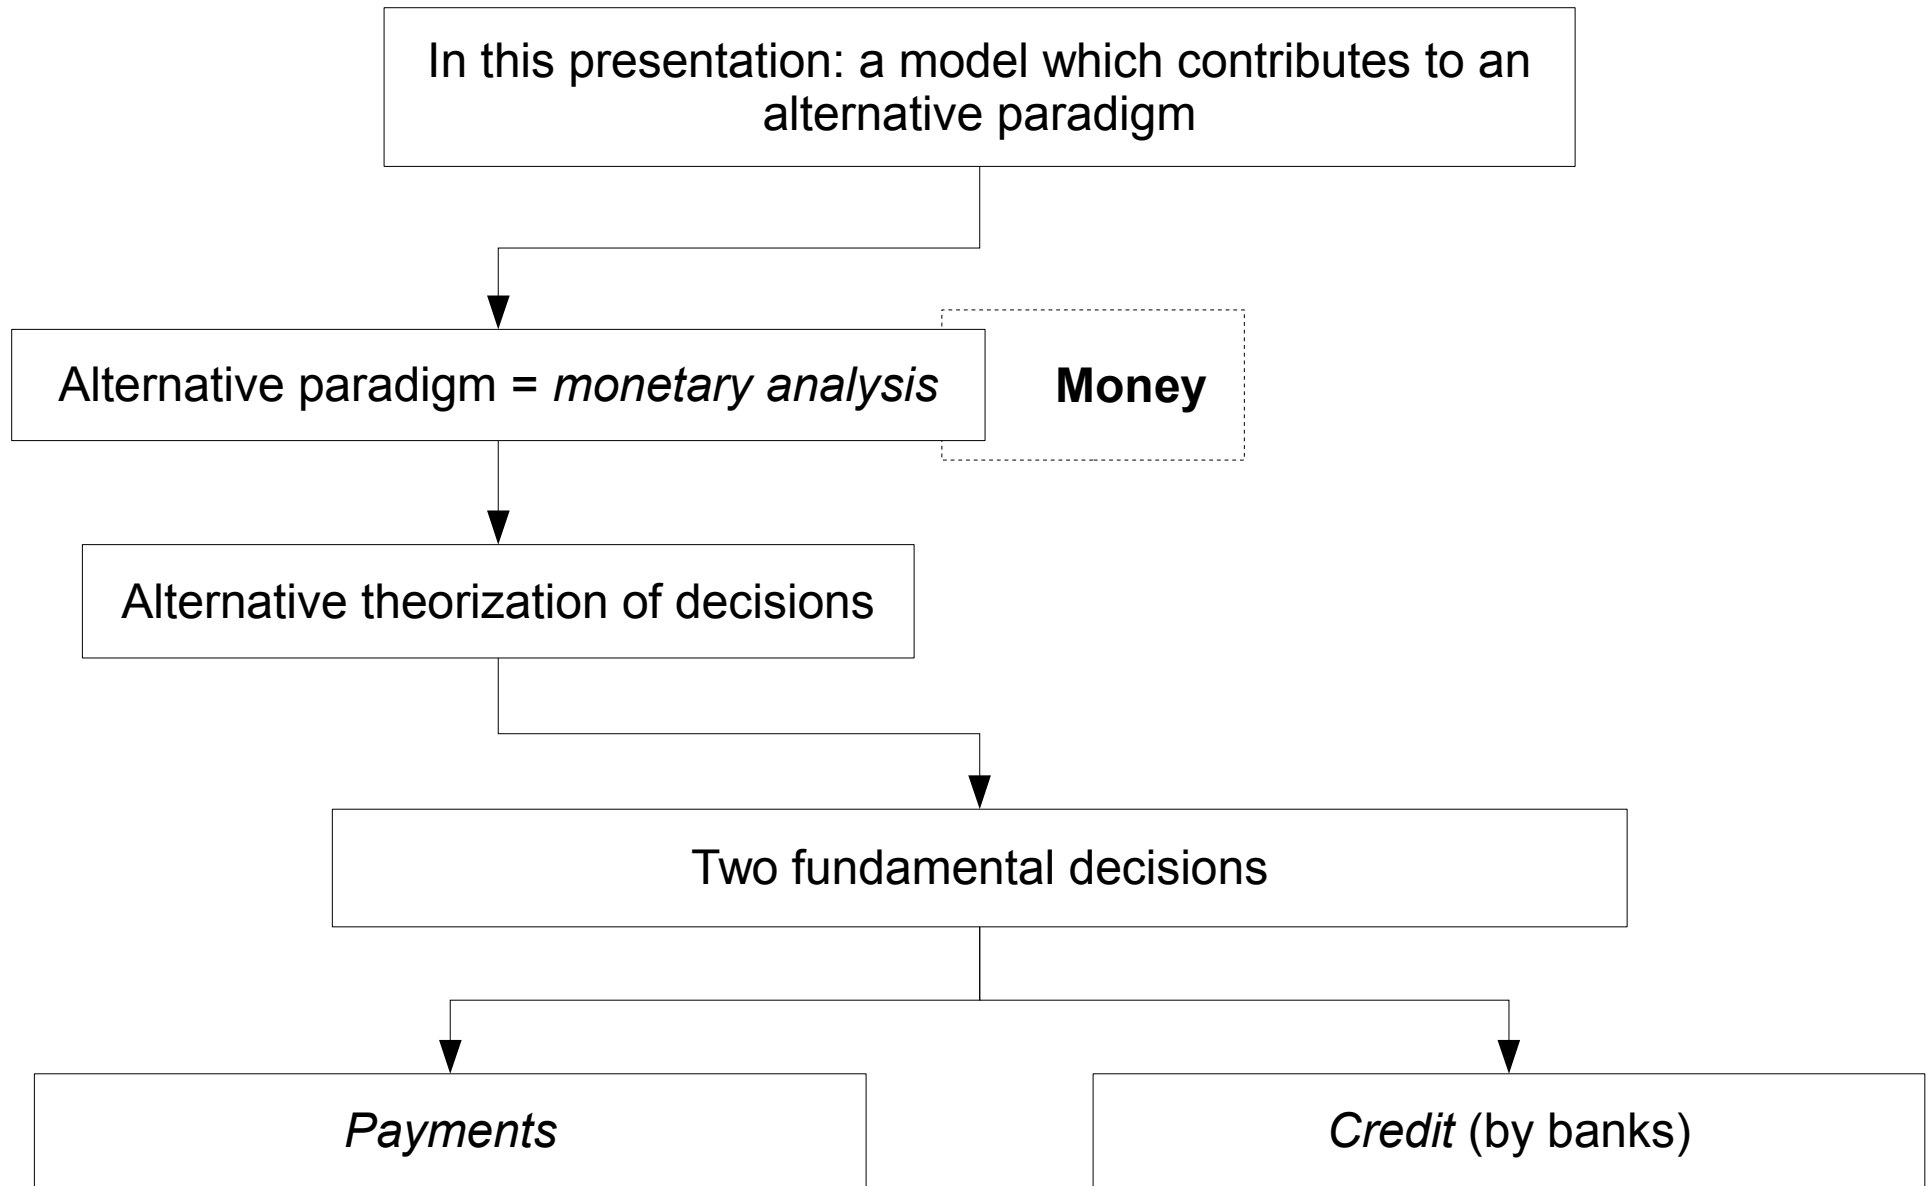 In this presentation: a model which contributes to an
alternative paradigm
Alternative paradigm = monetary analysis
Money
Alternative theorization of decisions
Two fundamental decisions
Payments
Credit (by banks)